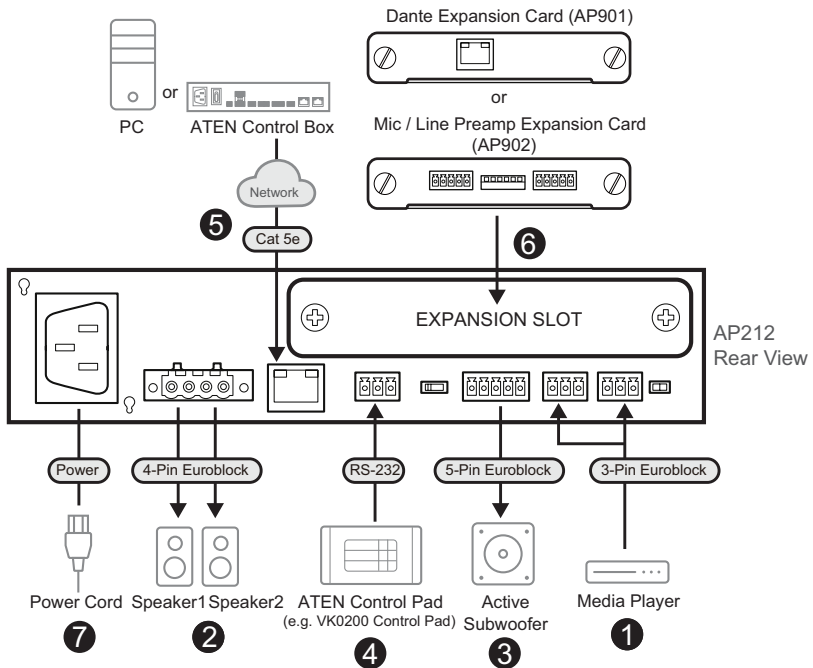 Dante Expansion Card (AP901)
or
PC
or
ATEN Control Box
Mic / Line Preamp Expansion Card
(AP902)
Network
5
Cat 5e
6
EXPANSION SLOT
AP212
Rear View
Power
4-Pin Euroblock
RS-232
5-Pin Euroblock
3-Pin Euroblock
Power Cord
Speaker1
Speaker2
ATEN Control Pad
(e.g. VK0200 Control Pad)
Active
Subwoofer
Media Player
7
2
4
3
1